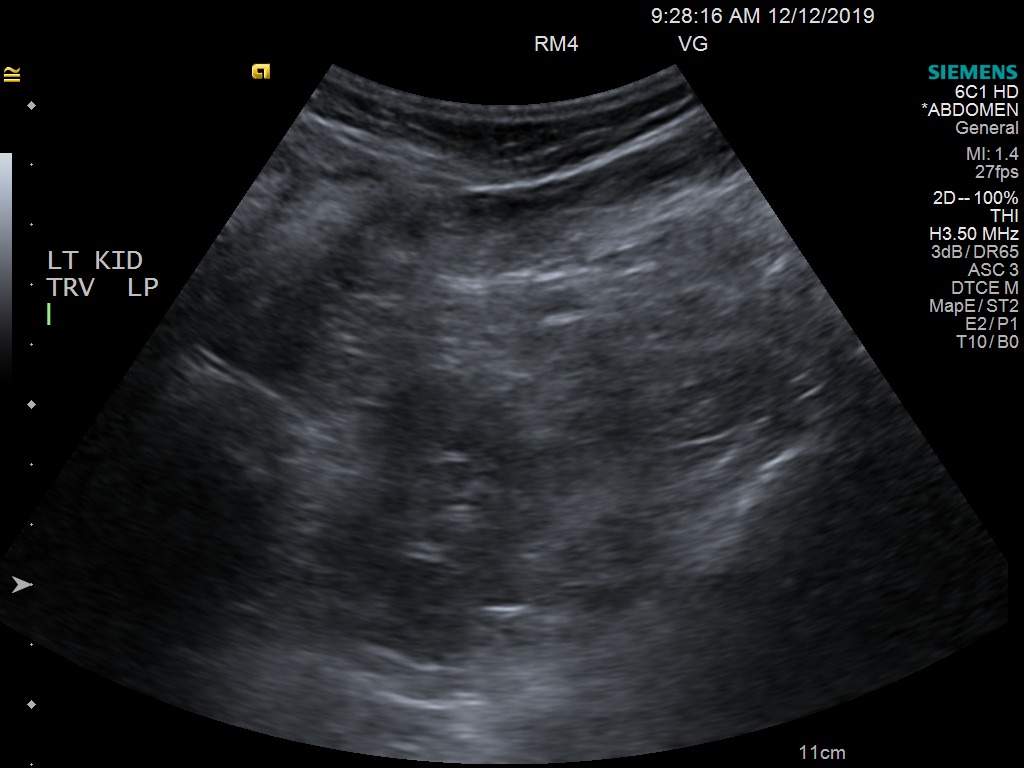 9:28:16 AM 12/12/2019
RM4 VG
SIEMENS
6C1 HD
*ABDOMEN
General
MI: 1.4
27fps
2D-- 100%
THI
H3.50 MHz
3dB/DR65
ASC 3
DTCE M
MapE/ST2
E2/P1
T10/B0
LT KID
TRV LP
11cm